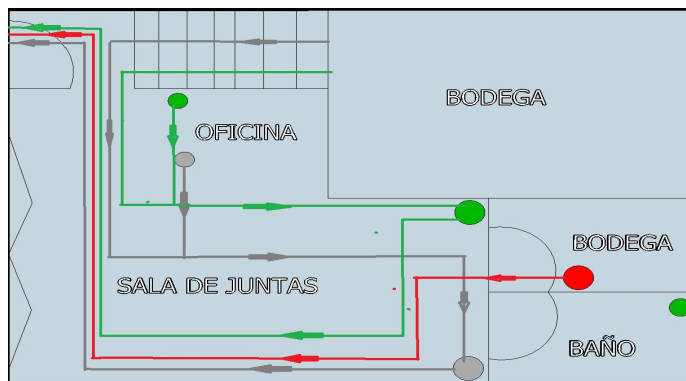 BODEGA
OFICINA
BODEGA
SALA DE JUNTAS
BAÑO